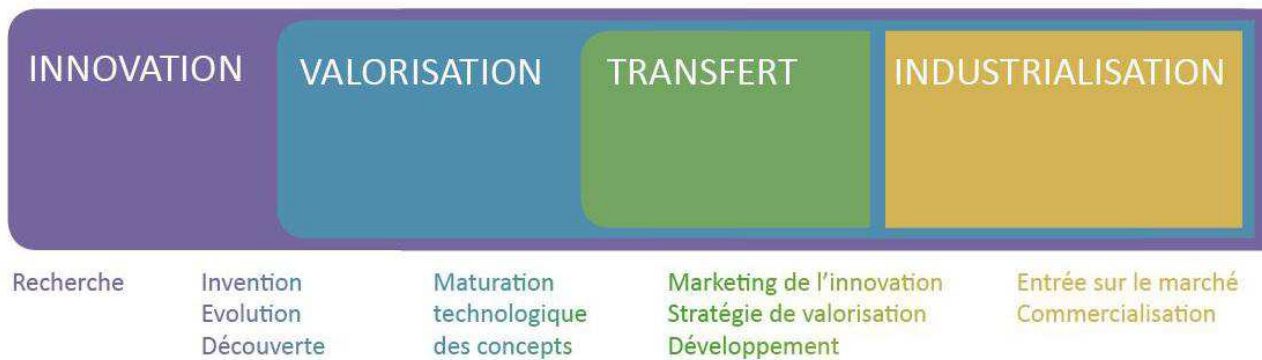 INNOVATION
VALORISATION
TRANSFERT
INDUSTRIALISATION
Recherche
Invention
Evolution
Découverte
Maturation
technologique
des concepts
Marketing de l'innovation
Stratégie de valorisation
Développement
Entrée sur le marché
Commercialisation